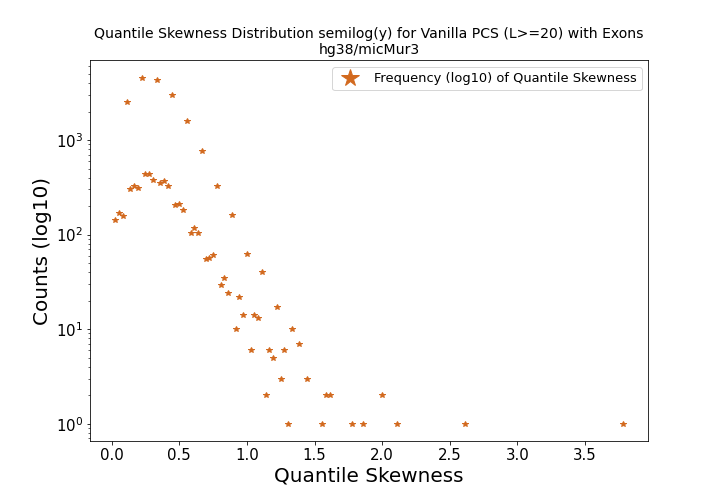 Quantile Skewness Distribution semilog(y) for Vanilla PCS (L>=20) with Exons
hg38/micMur3
Frequency (log10) of Quantile Skewness
10³
10²
10¹
10⁰
Counts (log10)
0.0 0.5 1.0 1.5 2.0 2.5 3.0 3.5
Quantile Skewness